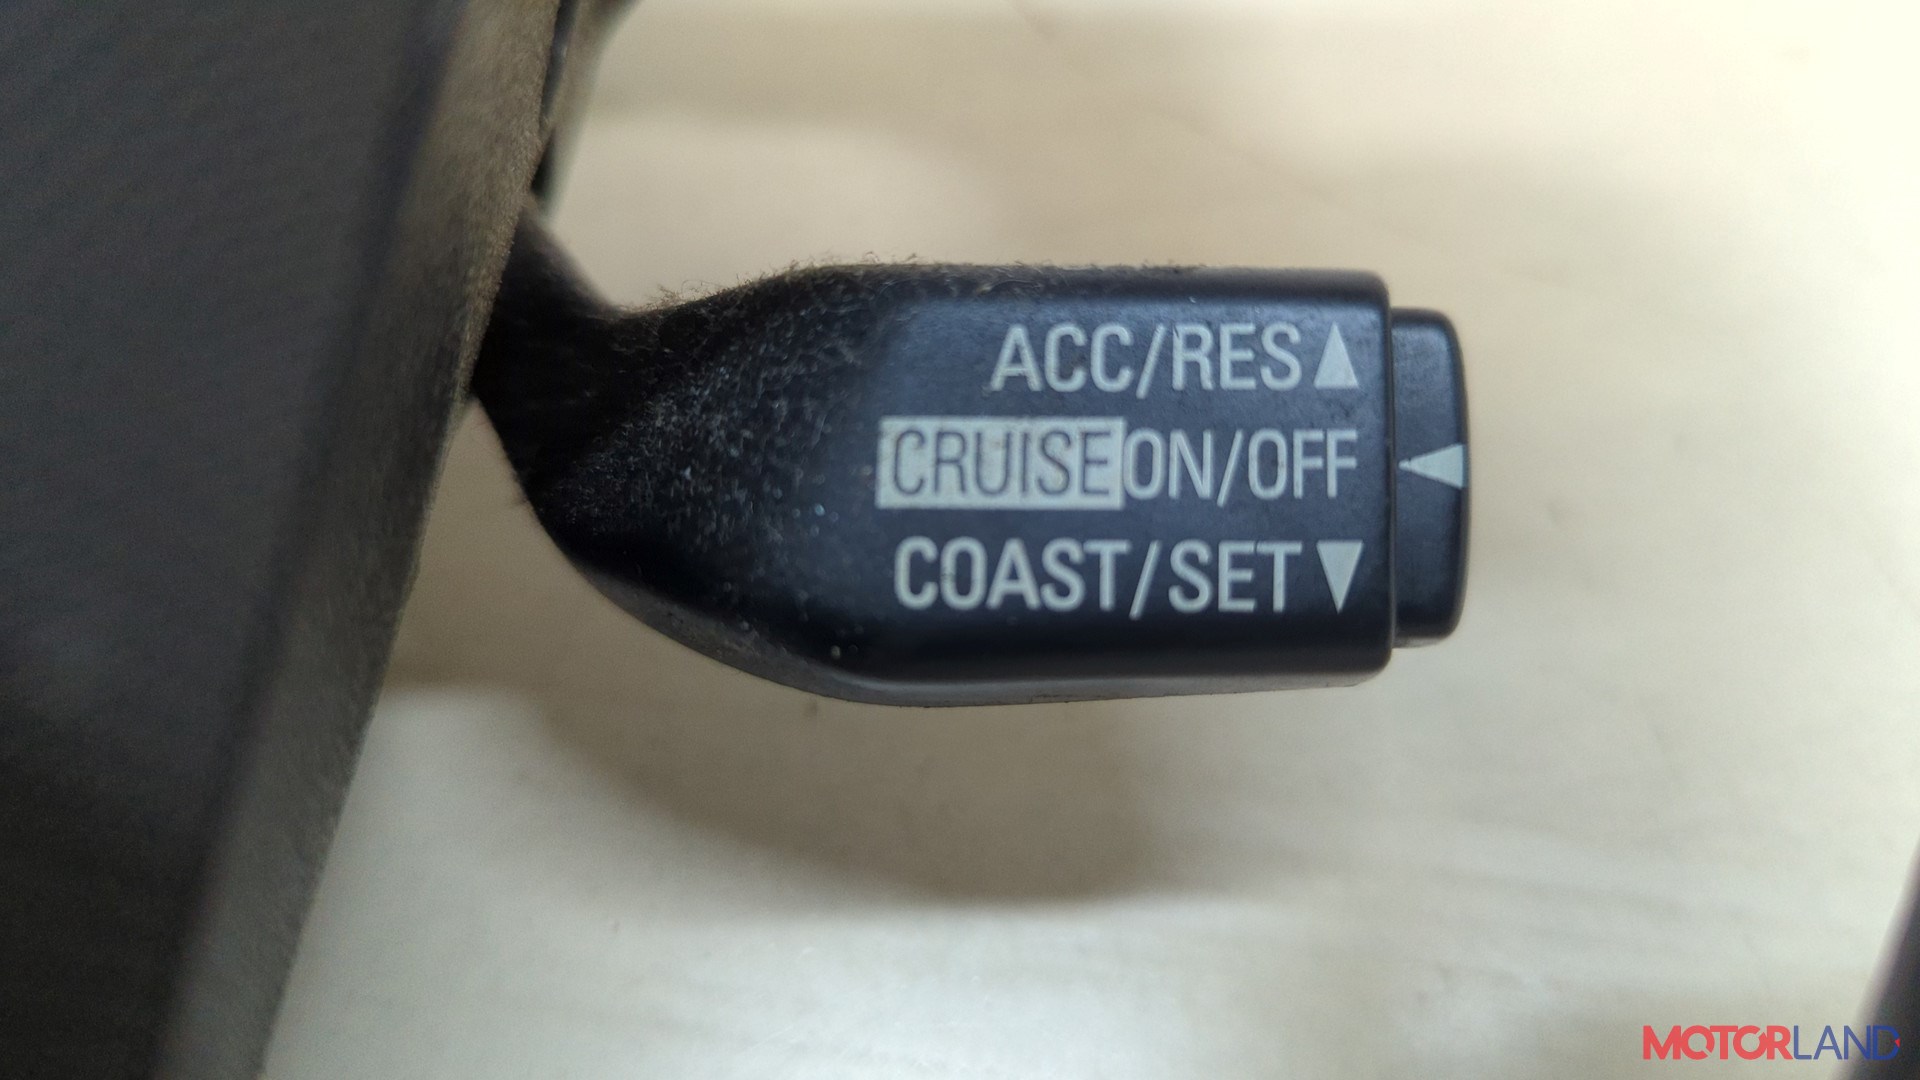 ACC/RES▲
CRUISE ON/OFF ◀
COAST/SET▼
MOTORLAND